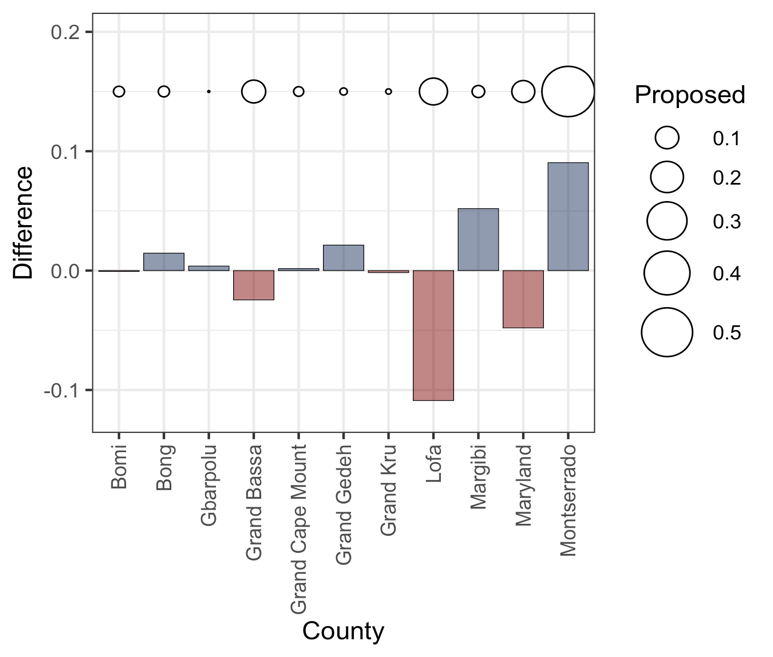 0.2
0.1
0.0
-0.1
Difference
Bomi
Bong
Gbarpolu
Grand Bassa
Grand Cape Mount
Grand Gedeh
Grand Kru
Lofa
Margibi
Maryland
Montserrado
County
Proposed
0.1
0.2
0.3
0.4
0.5